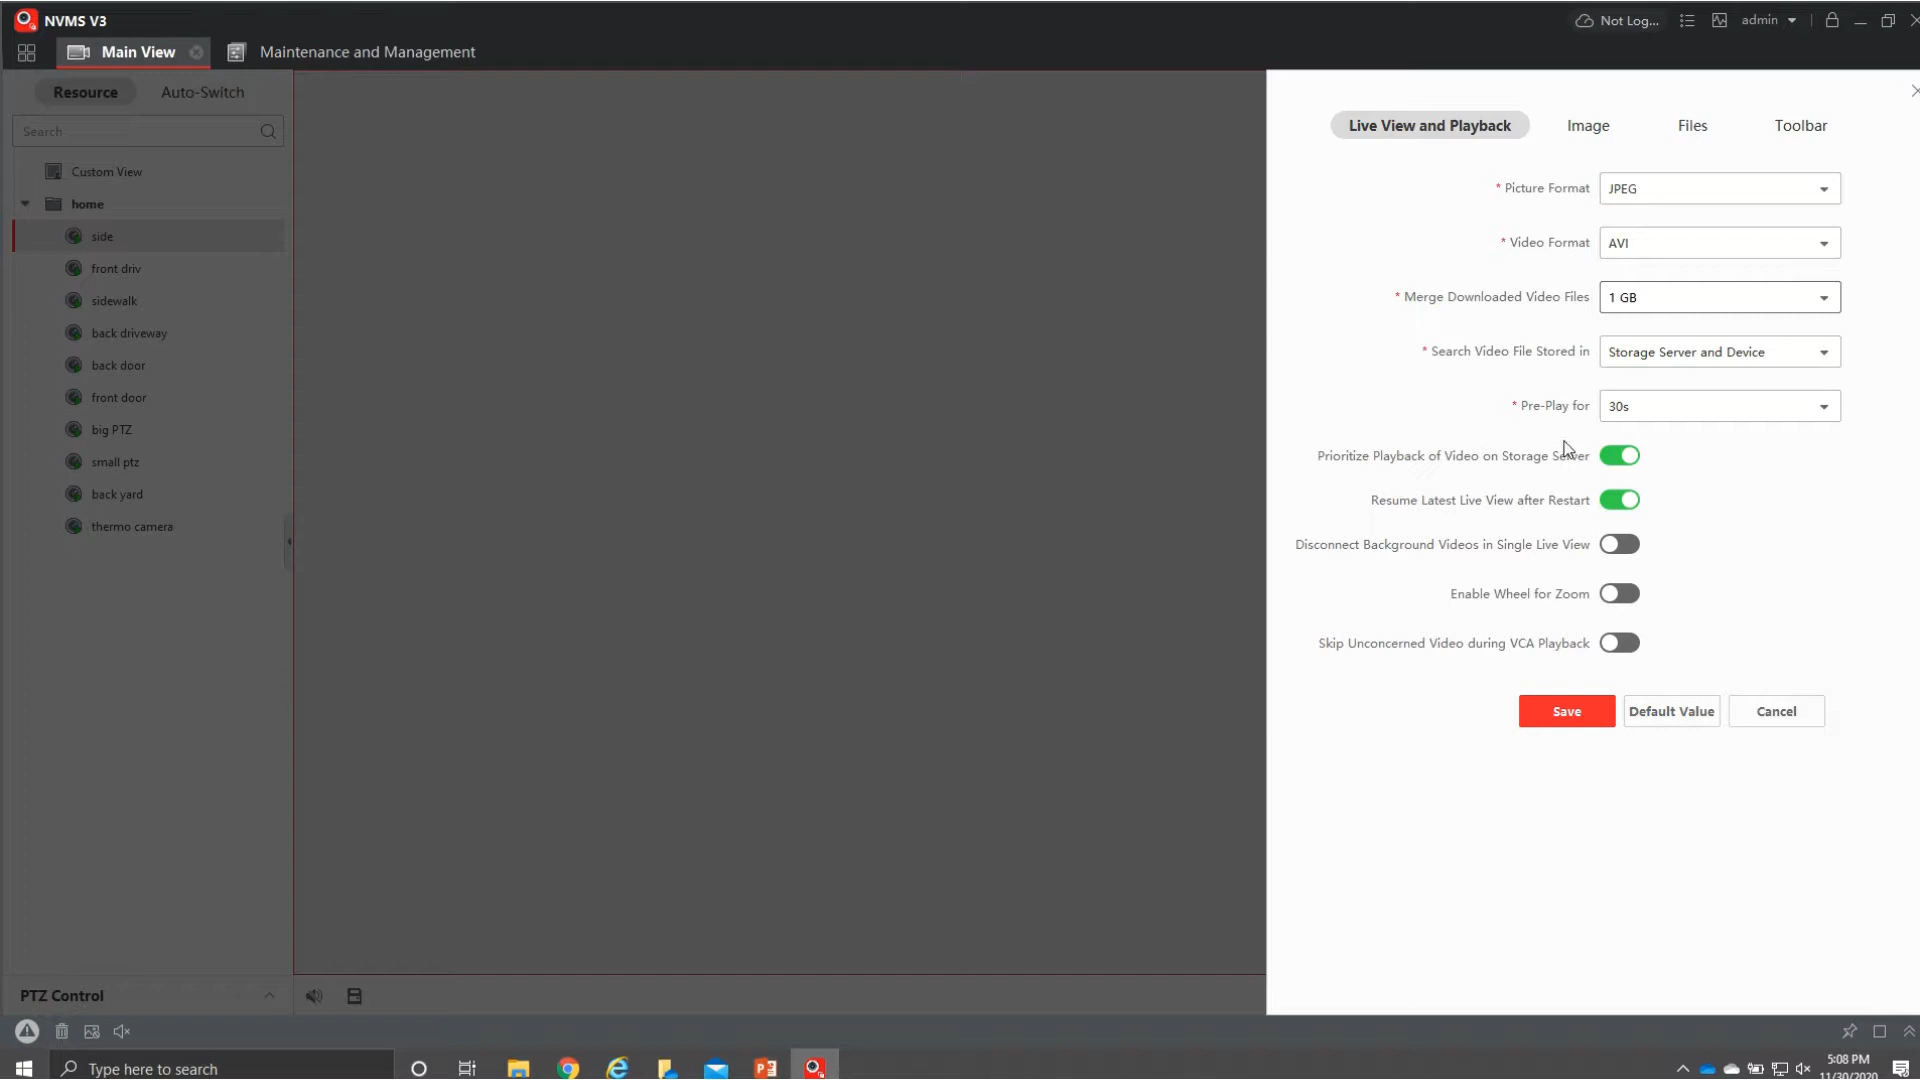 NVMS V3
Not Log...
admin
Main View
Maintenance and Management
Resource
Auto-Switch
Search
Custom View
home
side
front driv
sidewalk
back driveway
back door
front door
big PTZ
small ptz
back yard
thermo camera
PTZ Control
Live View and Playback
Image
Files
Toolbar
* Picture Format JPEG
* Video Format AVI
* Merge Downloaded Video Files 1 GB
* Search Video File Stored in Storage Server and Device
* Pre-Play for 30s
Prioritize Playback of Video on Storage Server
Resume Latest Live View after Restart
Disconnect Background Videos in Single Live View
Enable Wheel for Zoom
Skip Unconcerned Video during VCA Playback
Save
Default Value
Cancel
Type here to search
5:08 PM
11/30/2020